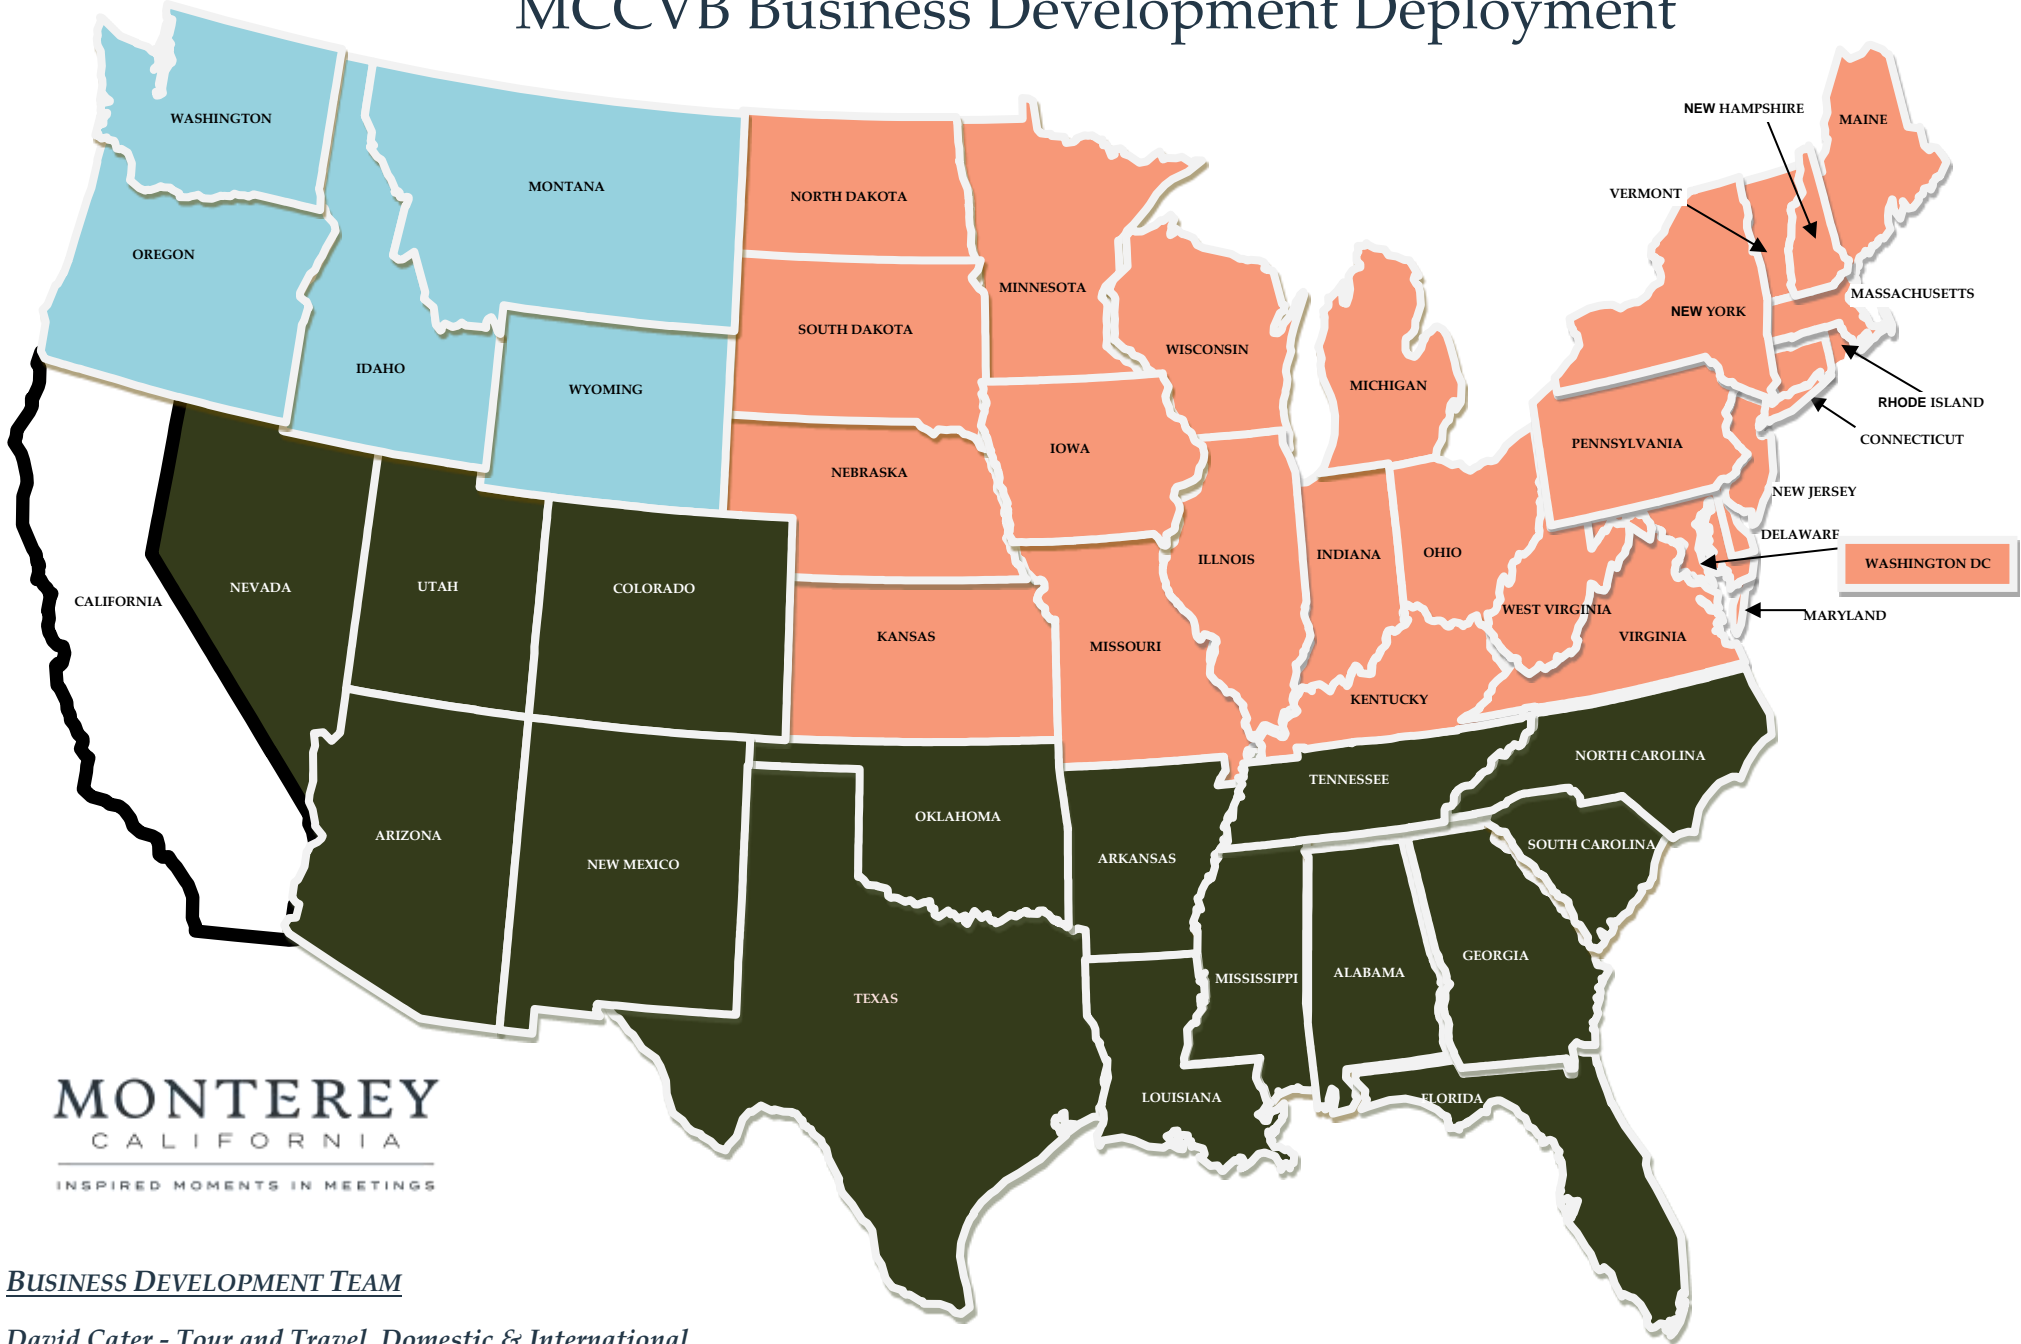 MCCVB Business Development Deployment
WASHINGTON
OREGON
MONTANA
IDAHO
WYOMING
NORTH DAKOTA
SOUTH DAKOTA
MINNESOTA
NEBRASKA
IOWA
WISCONSIN
MICHIGAN
NEW HAMPSHIRE
MAINE
VERMONT
MASSACHUSETTS
NEW YORK
RHODE ISLAND
CONNECTICUT
PENNSYLVANIA
NEW JERSEY
DELAWARE
WASHINGTON DC
MARYLAND
CALIFORNIA
NEVADA
UTAH
COLORADO
KANSAS
MISSOURI
ILLNOIS
INDIANA
OHIO
WEST VIRGINIA
VIRGINIA
KENTUCKY
ARIZONA
NEW MEXICO
OKLAHOMA
ARKANSAS
TENNESSEE
NORTH CAROLINA
SOUTH CAROLINA
TEXAS
LOUISIANA
MISSISSIPPI
ALABAMA
GEORGIA
FLORIDA
MONTEREY
CALIFORNIA
INSPIRED MOMENTS IN MEETINGS
BUSINESS DEVELOPMENT TEAM
David Cater - Tour and Travel, Domestic & International